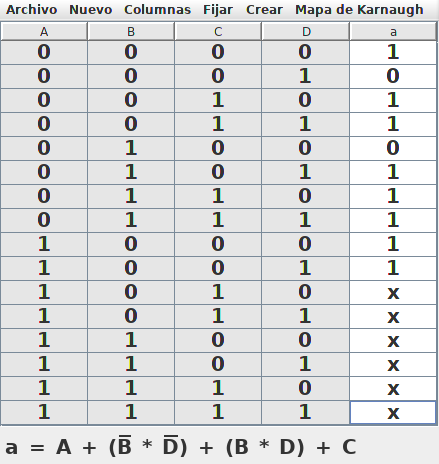 Archivo Nuevo Columnas Fijar Crear Mapa de Karnaugh
A B C D a
0 0 0 0 1
0 0 0 1 0
0 0 1 0 1
0 0 1 1 1
0 1 0 0 0
0 1 0 1 1
0 1 1 0 1
0 1 1 1 1
1 0 0 0 1
1 0 0 1 1
1 0 1 0 x
1 0 1 1 x
1 1 0 0 x
1 1 0 1 x
1 1 1 0 x
1 1 1 1 x
a = A + (B̅ * D̅) + (B * D) + C